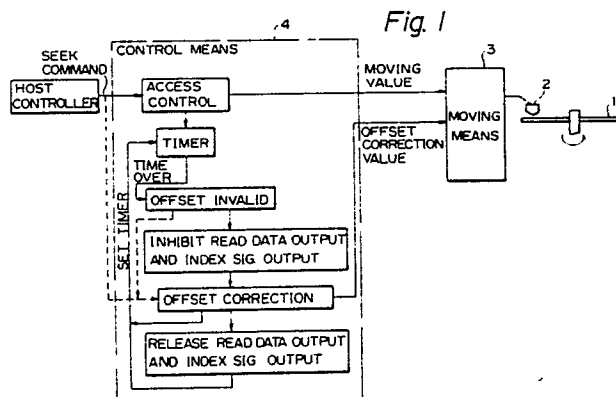 Fig. 1
4
SEEK
COMMAND
CONTROL MEANS
HOST
CONTROLLER
ACCESS
CONTROL
MOVING
VALUE
3
MOVING
MEANS
2
1
OFFSET
CORRECTION
VALUE
TIMER
TIME
OVER
SET TIMER
OFFSET INVALID
INHIBIT READ DATA OUTPUT
AND INDEX SIG. OUTPUT
OFFSET CORRECTION
RELEASE READ DATA OUTPUT
AND INDEX SIG. OUTPUT